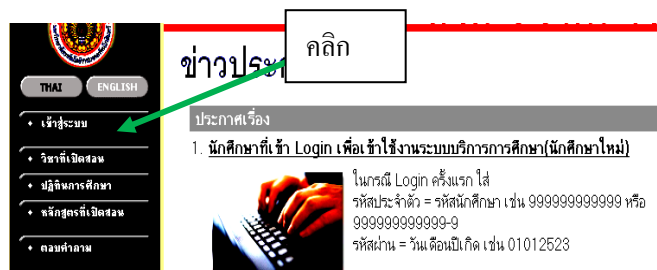 THAI
ENGLISH
เข้าสู่ระบบ
วิชาที่เปิดสอน
ปฏิทินการศึกษา
หลักสูตรที่เปิดสอน
ตอบคำถาม
คลิก
ข่าวประ
ประกาศเรื่อง
1. นักศึกษาที่เข้า Login เพื่อเข้าใช้งานระบบบริการการศึกษา(นักศึกษาใหม่)
ในกรณี Login ครั้งแรก ใส่
รหัสประจำตัว = รหัสนักศึกษา เช่น 999999999999 หรือ
999999999999-9
รหัสผ่าน = วันเดือนปีเกิด เช่น 01012523